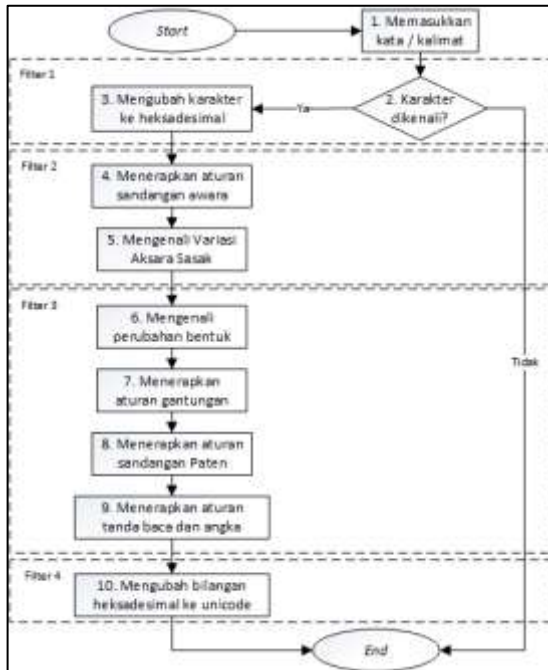 Start
1. Memasukkan
kata / kalimat
Filter 1
2. Karakter
dikenali?
Ya
3. Mengubah karakter
ke heksadesimal
Filter 2
4. Menerapkan aturan
sandangan awara
5. Mengenali Variasi
Aksara Sasak
Filter 3
6. Mengenali
perubahan bentuk
Tidak
7. Menerapkan
aturan gantungan
8. Menerapkan aturan
sandangan Paten
9. Menerapkan aturan
tanda baca dan angka
Filter 4
10. Mengubah bilangan
heksadesimal ke unicode
End